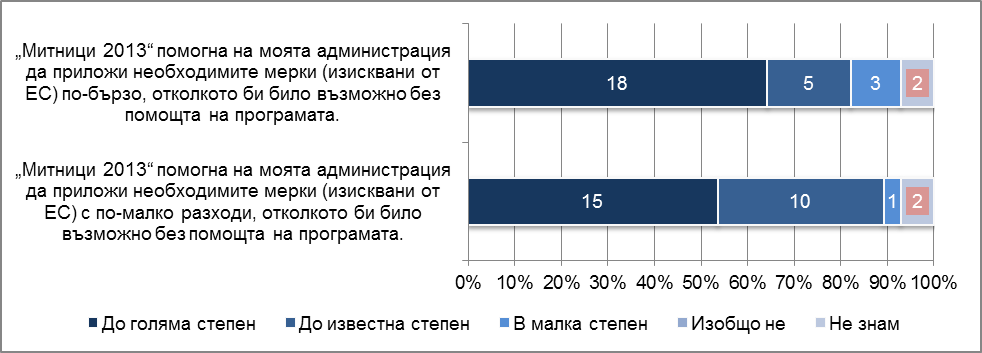 „Митници 2013“ помогна на моята администрация
да приложи необходимите мерки (изисквани от
ЕС) по-бързо, отколкото би било възможно без
помощта на програмата.
18 5 3 2
„Митници 2013“ помогна на моята администрация
да приложи необходимите мерки (изисквани от
ЕС) с по-малко разходи, отколкото би било
възможно без помощта на програмата.
15 10 1 2
0% 10% 20% 30% 40% 50% 60% 70% 80% 90% 100%
До голяма степен До известна степен В малка степен Изобщо не Не знам